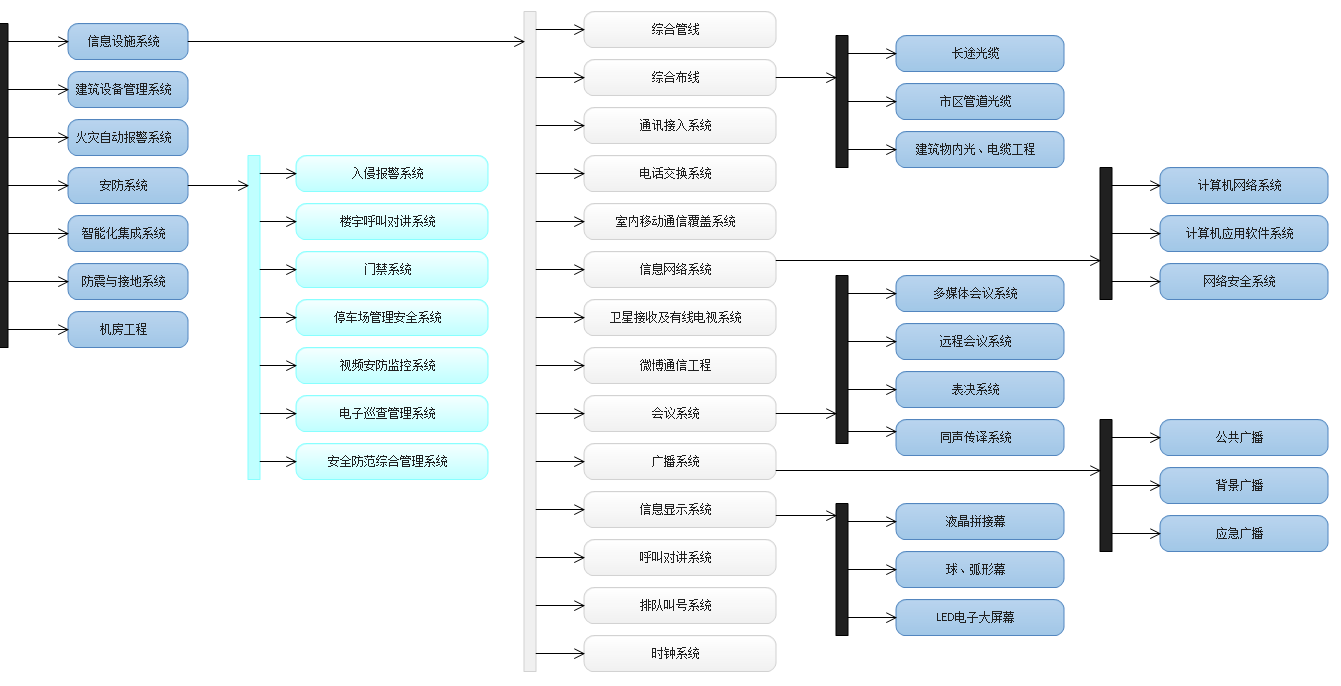 信息设施系统
建筑设备管理系统
火灾自动报警系统
安防系统
智能化集成系统
防震与接地系统
机房工程
入侵报警系统
楼宇呼叫对讲系统
门禁系统
停车场管理安全系统
视频安防监控系统
电子巡查管理系统
安全防范综合管理系统
综合管线
综合布线
通讯接入系统
电话交换系统
室内移动通信覆盖系统
信息网络系统
卫星接收及有线电视系统
微博通信工程
会议系统
广播系统
信息显示系统
呼叫对讲系统
排队叫号系统
时钟系统
长途光缆
市区管道光缆
建筑物内光、电缆工程
多媒体会议系统
远程会议系统
表决系统
同声传译系统
液晶拼接幕
球、弧形幕
LED电子大屏幕
计算机网络系统
计算机应用软件系统
网络安全系统
公共广播
背景广播
应急广播